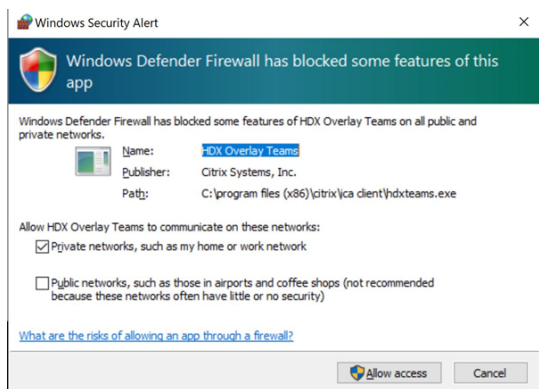 Windows Security Alert
Windows Defender Firewall has blocked some features of this
app
Windows Defender Firewall has blocked some features of HDX Overlay Teams on all public and
private networks.
Name: HDX Overlay Teams
Publisher: Citrix Systems, Inc.
Path: C:\program files (x86)\citrix\ica client\hdxteams.exe
Allow HDX Overlay Teams to communicate on these networks:
Private networks, such as my home or work network
Public networks, such as those in airports and coffee shops (not recommended
because these networks often have little or no security)
What are the risks of allowing an app through a firewall?
Allow access Cancel